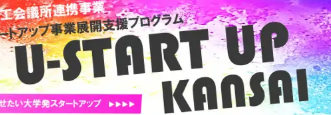 工会議所連携事業
ートアップ事業展開支援プログラム
U-START UP
KANSAI
せたい大学発スタートアップ ▶▶▶▶